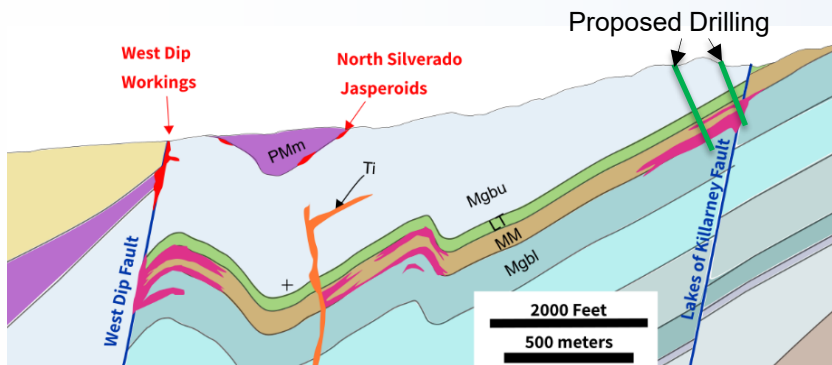 Proposed Drilling
West Dip
Workings
North Silverado
Jasperoids
PMm
Ti
Mgbu
LT
MM
Mgbl
+
West Dip Fault
Lakes of Killarney Fault
2000 Feet
500 meters